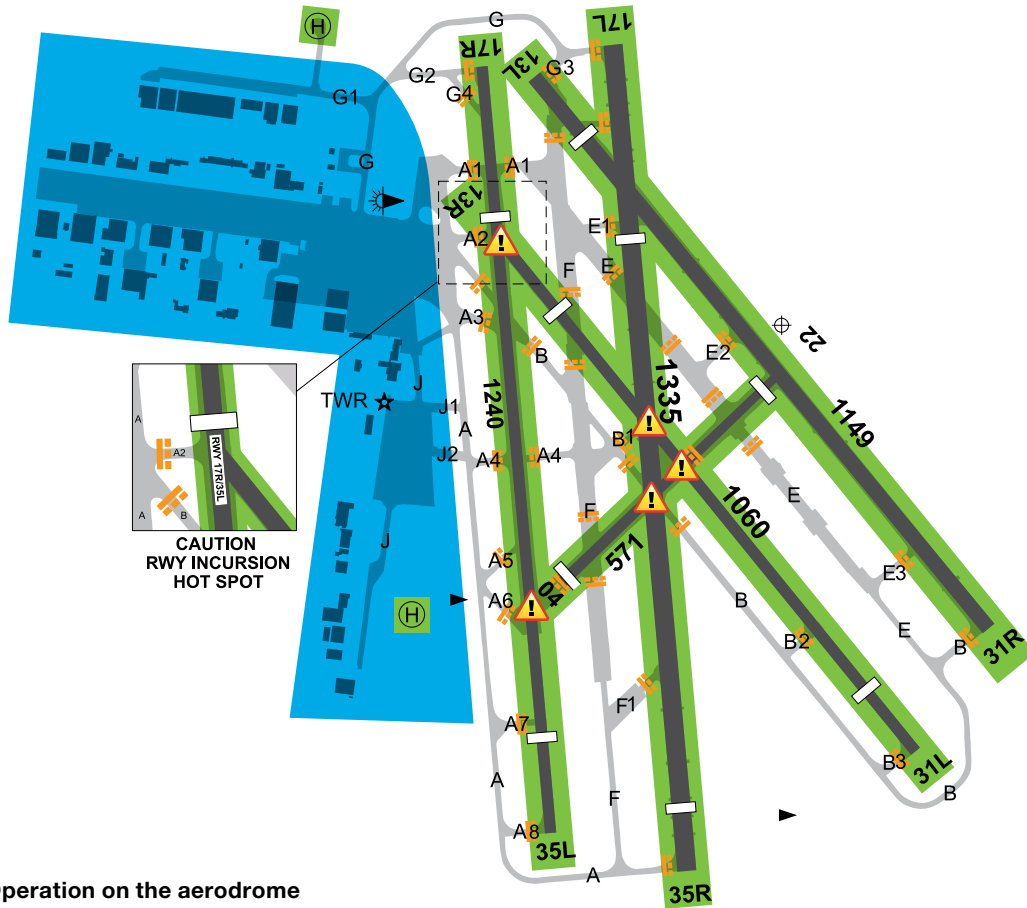 G
17L
H
17R
13L
G2
G3
G1
G4
G
A1
A1
13R
E1
A2
F
E
A3
B
E2
22
J
1335
TWR
J1
1240
A
1149
B1
J2
A4
A4
A
A2
RWY 17R/35L
A
B
CAUTION
RWY INCURSION
HOT SPOT
F
1060
E
J
571
A5
E3
04
A6
H
B
E
B2
B
31R
F1
A7
31L
B3
A
F
B
A8
35L
A
35R
peration on the aerodrome